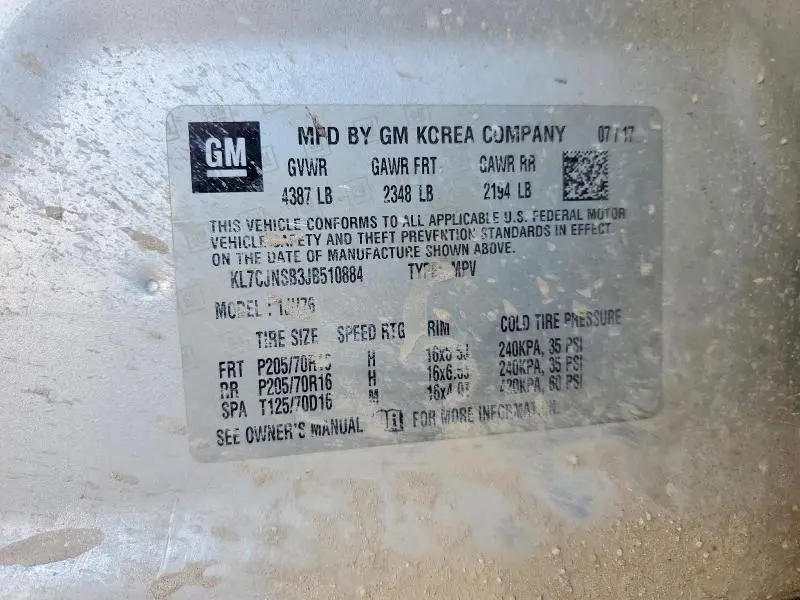 GM
MFD BY GM KOREA COMPANY 07/17
GVWR GAWR FRT GAWR RR
4387 LB 2348 LB 2194 LB
THIS VEHICLE CONFORMS TO ALL APPLICABLE U.S. FEDERAL MOTOR
VEHICLE SAFETY AND THEFT PREVENTION STANDARDS IN EFFECT
ON THE DATE OF MANUFACTURE SHOWN ABOVE.
KL7CJNSB3JB510884 TYPE: MPV
MODEL:
TIRE SIZE SPEED RTG RIM COLD TIRE PRESSURE
FRT P205/70R16 H 240KPA, 35 PSI
RR P205/70R16 H 240KPA, 35 PSI
SPA T125/70D16 M 420KPA, 60 PSI
SEE OWNER'S MANUAL i FOR MORE INFORMATION.